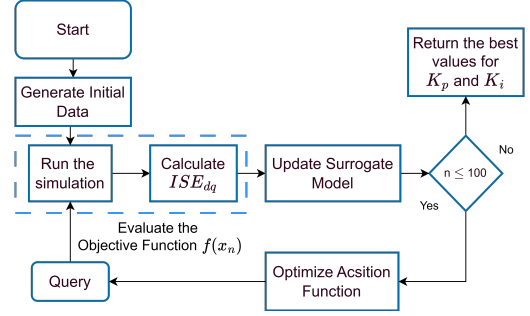 Start
Generate Initial
Data
Run the
simulation
Calculate
$ISE_{dq}$
Update Surrogate
Model
n ≤ 100
No
Yes
Return the best
values for
$K_p$ and $K_i$
Evaluate the
Objective Function $f(x_n)$
Optimize Acsition
Function
Query